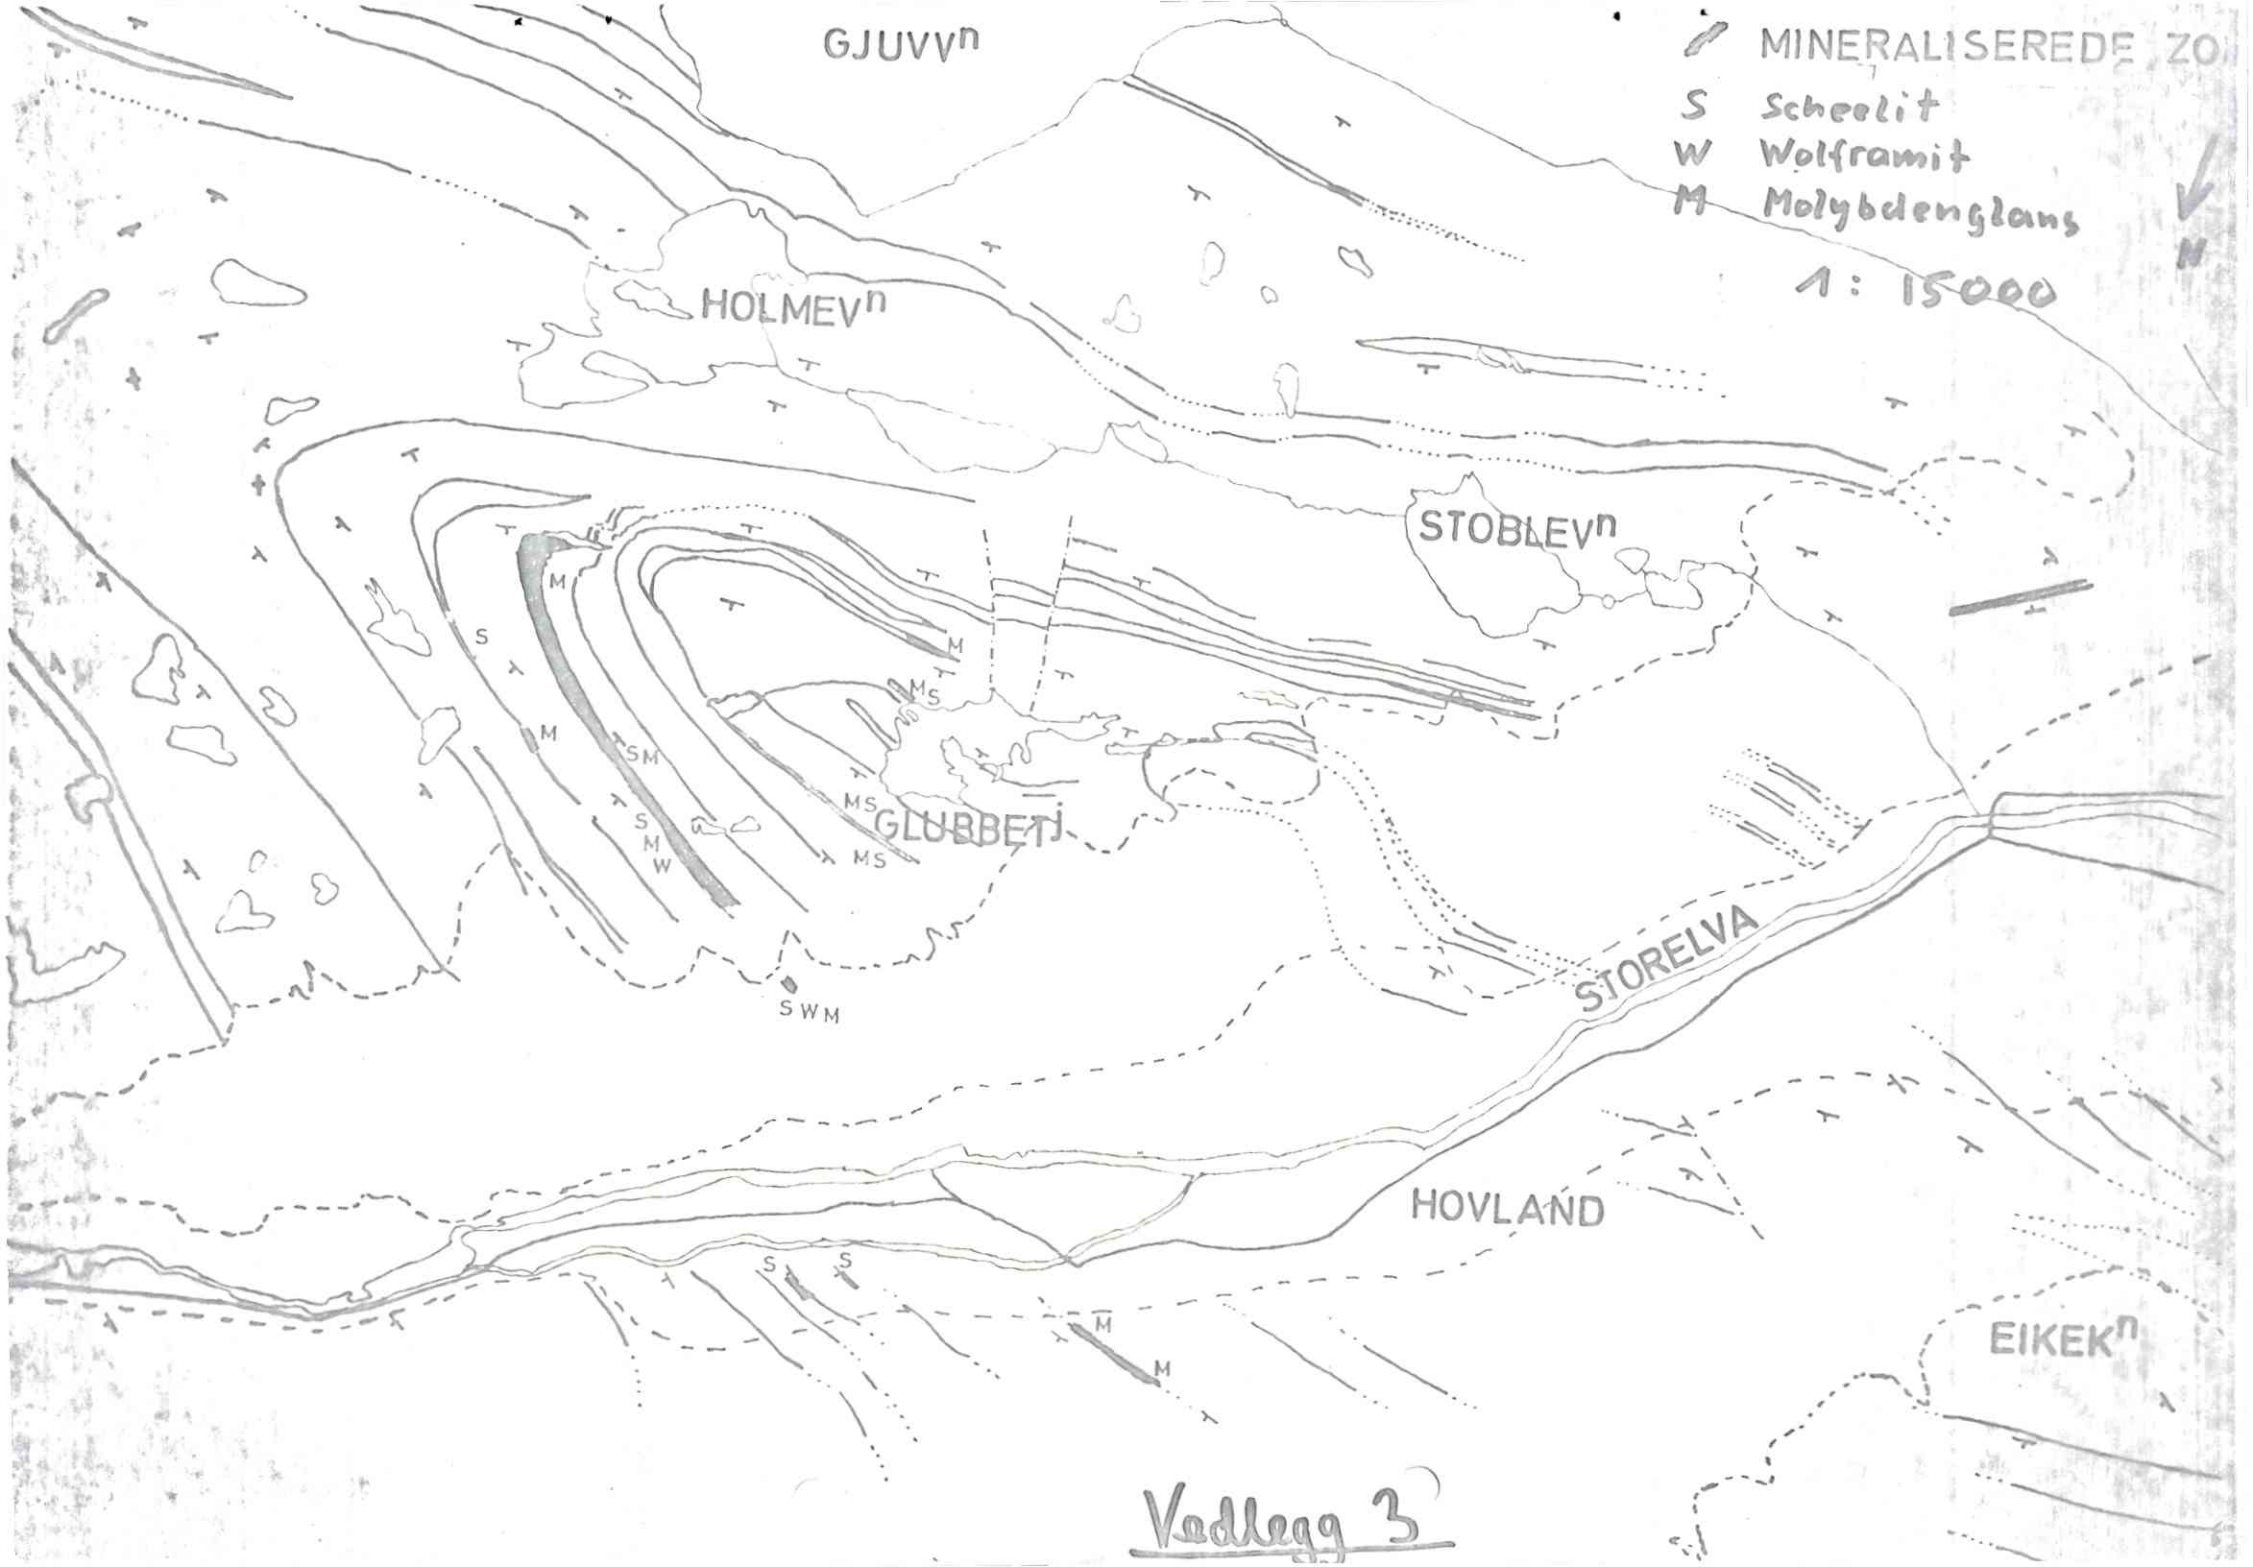 GJUVVn
MINERALISEREDE ZO
S Scheelit
W Wolframit
M Molybdenglans
N
1: 15000
HOLMEVn
STOBLEVn
M
S
M
M S
M
SM
MS
S
M
W
GLUBBETj
MS
STORELVA
SWM
HOVLAND
S
S
M
M
EIKEKn
Vedlegg 3